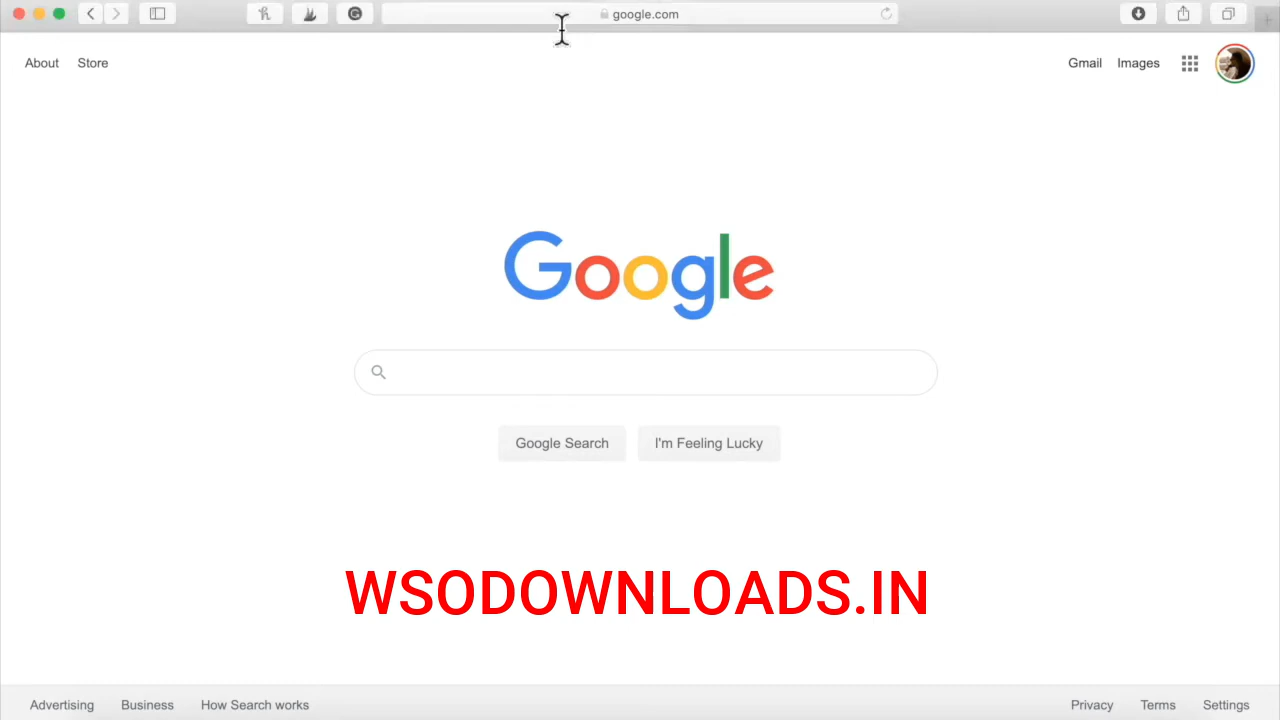 google.com
About Store Gmail Images
Google
Google Search I'm Feeling Lucky
WSODOWNLOADS.IN
Advertising Business How Search works Privacy Terms Settings